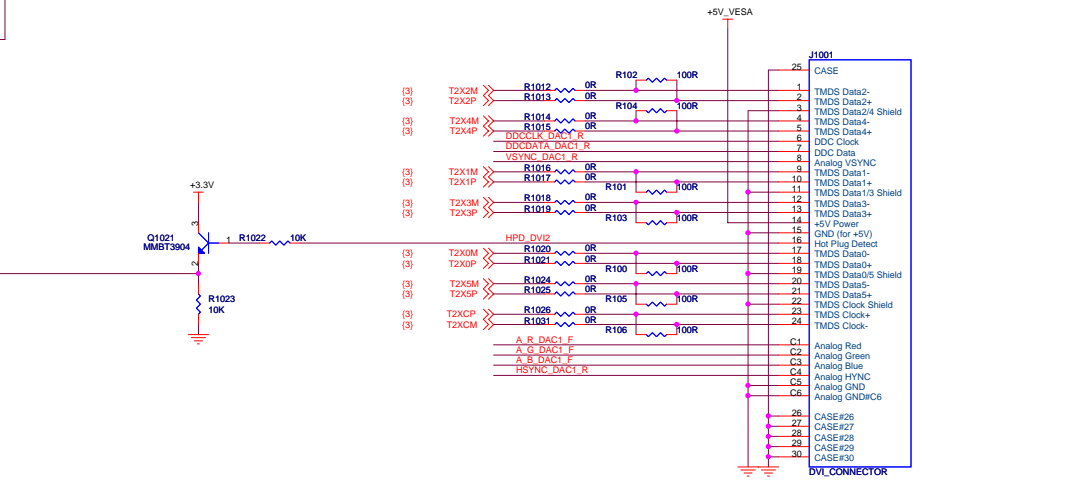 +5V_VESA
J1001
25 CASE
R102 100R
{3} T2X2M R1012 0R 1 TMDS Data2-
{3} T2X2P R1013 2 TMDS Data2+
R104 100R 3 TMDS Data2/4 Shield
{3} T2X4M R1014 0R 4 TMDS Data4-
{3} T2X4P R1015 0R 5 TMDS Data4+
DDCCLK_DAC1_R 6 DDC Clock
DDCDATA_DAC1_R 7 DDC Data
VSYNC_DAC1_R 8 Analog VSYNC
{3} T2X1M R1016 0R 9 TMDS Data1-
{3} T2X1P R1017 0R 10 TMDS Data1+
R101 100R 11 TMDS Data1/3 Shield
{3} T2X3M R1018 0R 12 TMDS Data3-
{3} T2X3P R1019 0R 13 TMDS Data3+
R103 100R 14 +5V Power
15 GND (for +5V)
+3.3V
3
Q1021
MMBT3904
1 R1022 10K HPD_DVI2 16 Hot Plug Detect
2
{3} T2X0M R1020 0R 17 TMDS Data0-
{3} T2X0P R1021 0R 18 TMDS Data0+
R100 100R 19 TMDS Data0/5 Shield
{3} T2X5M R1024 0R 20 TMDS Data5-
{3} T2X5P R1025 0R 21 TMDS Data5+
R1023
10K
R105 100R 22 TMDS Clock Shield
{3} T2XCP R1026 0R 23 TMDS Clock+
{3} T2XCM R1031 0R 24 TMDS Clock-
R106 100R
A_R_DAC1_F C1 Analog Red
A_G_DAC1_F C2 Analog Green
A_B_DAC1_F C3 Analog Blue
HSYNC_DAC1_R C4 Analog HYNC
C5 Analog GND
C6 Analog GND#C6
26 CASE#26
27 CASE#27
28 CASE#28
29 CASE#29
30 CASE#30
DVI_CONNECTOR